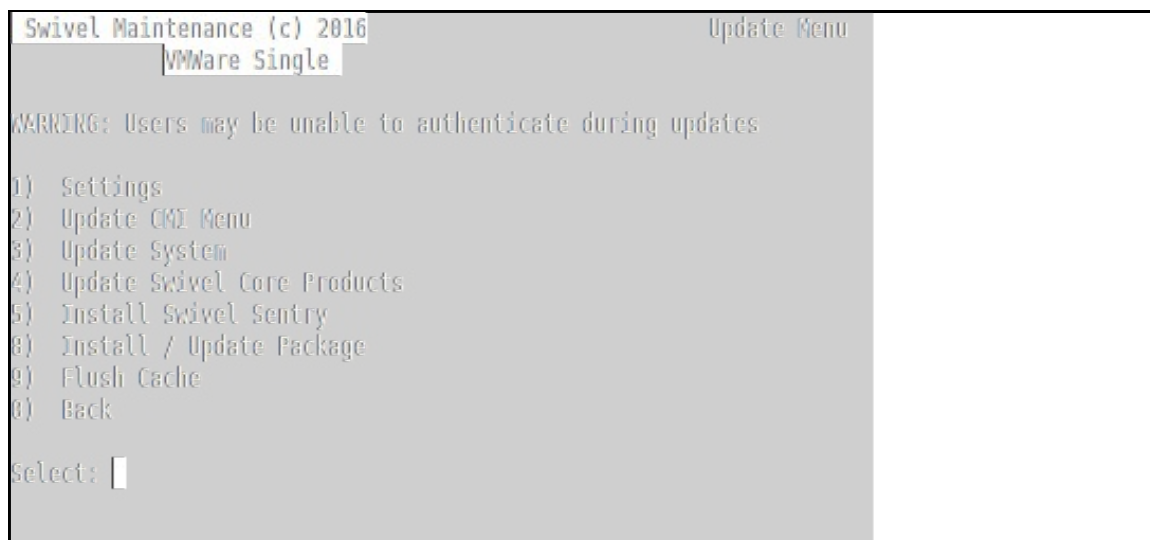 Swivel Maintenance (c) 2016 Update Menu
VMWare Single
WARNING: Users may be unable to authenticate during updates
1) Settings
2) Update CMI Menu
3) Update System
4) Update Swivel Core Products
5) Install Swivel Sentry
8) Install / Update Package
9) Flush Cache
0) Back
Select: